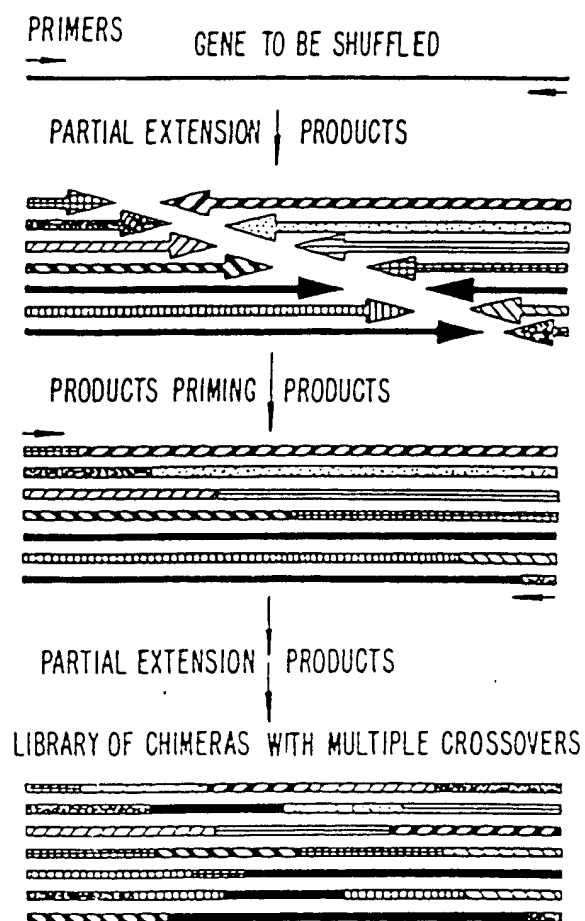 PRIMERS
GENE TO BE SHUFFLED
PARTIAL EXTENSION PRODUCTS
PRODUCTS PRIMING PRODUCTS
PARTIAL EXTENSION PRODUCTS
LIBRARY OF CHIMERAS WITH MULTIPLE CROSSOVERS